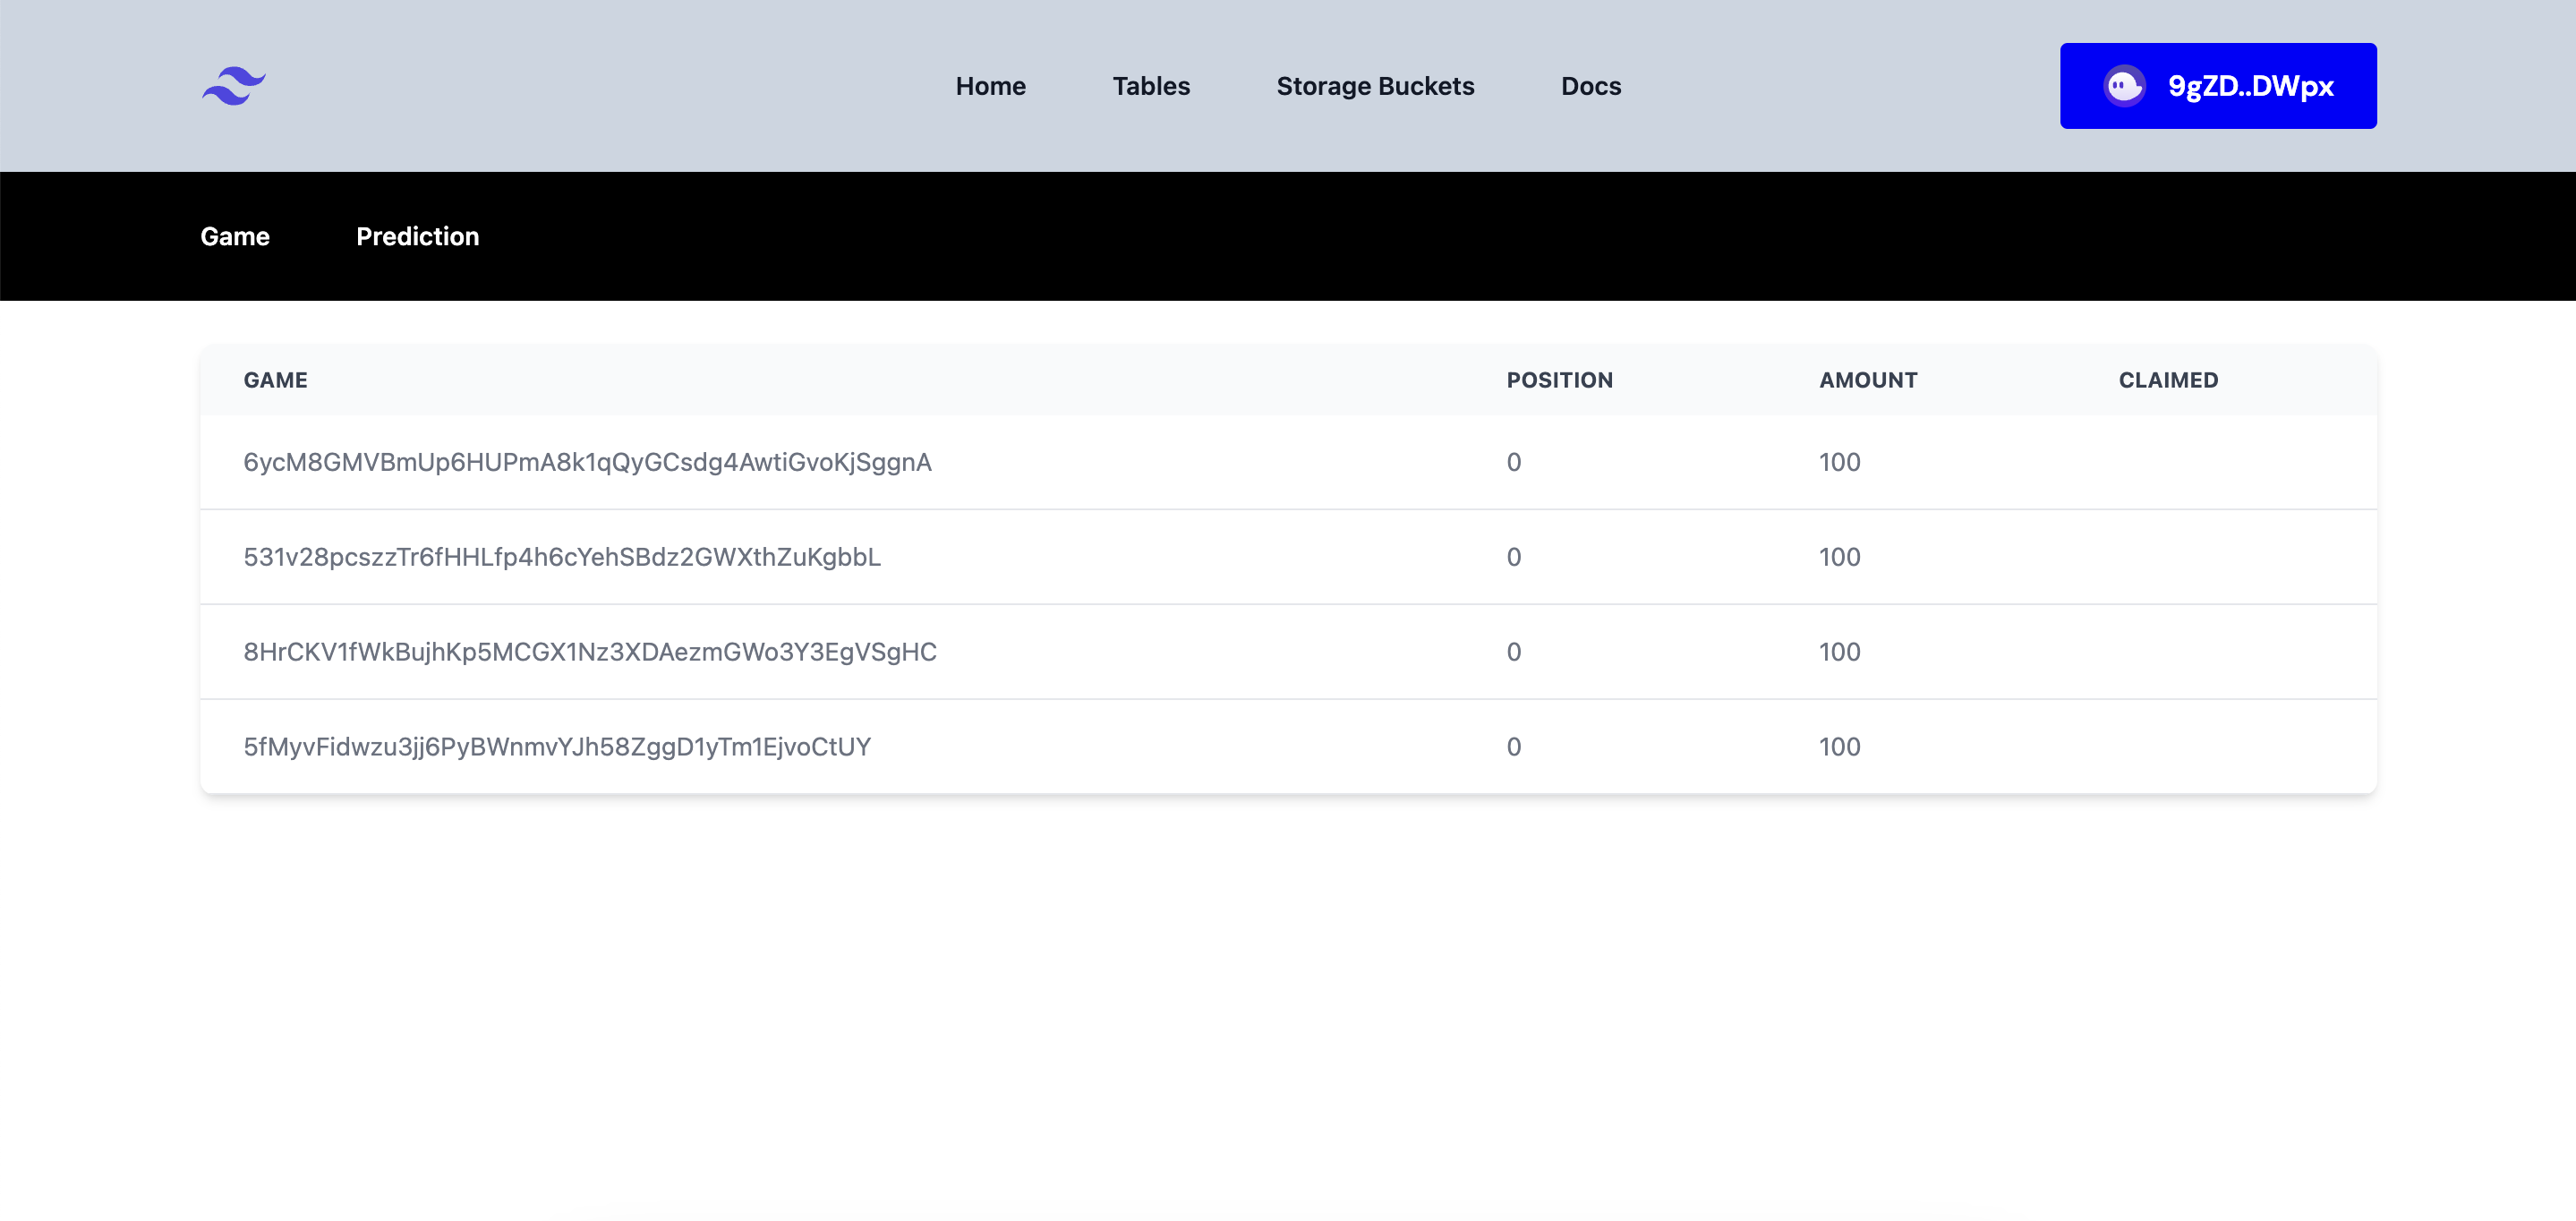 Home Tables Storage Buckets Docs 9gZD..DWpx
Game Prediction
GAME POSITION AMOUNT CLAIMED
6ycM8GMVBmUp6HUPmA8k1qQyGCsdg4AwtiGvoKjSggnA 0 100
531v28pcszzTr6fHHLfp4h6cYehSBdz2GWXthZuKgbbL 0 100
8HrCKV1fWkBujhKp5MCGX1Nz3XDAezmGWo3Y3EgVSgHC 0 100
5fMyvFidwzu3jj6PyBWnmvYJh58ZggD1yTm1EjvoCtUY 0 100